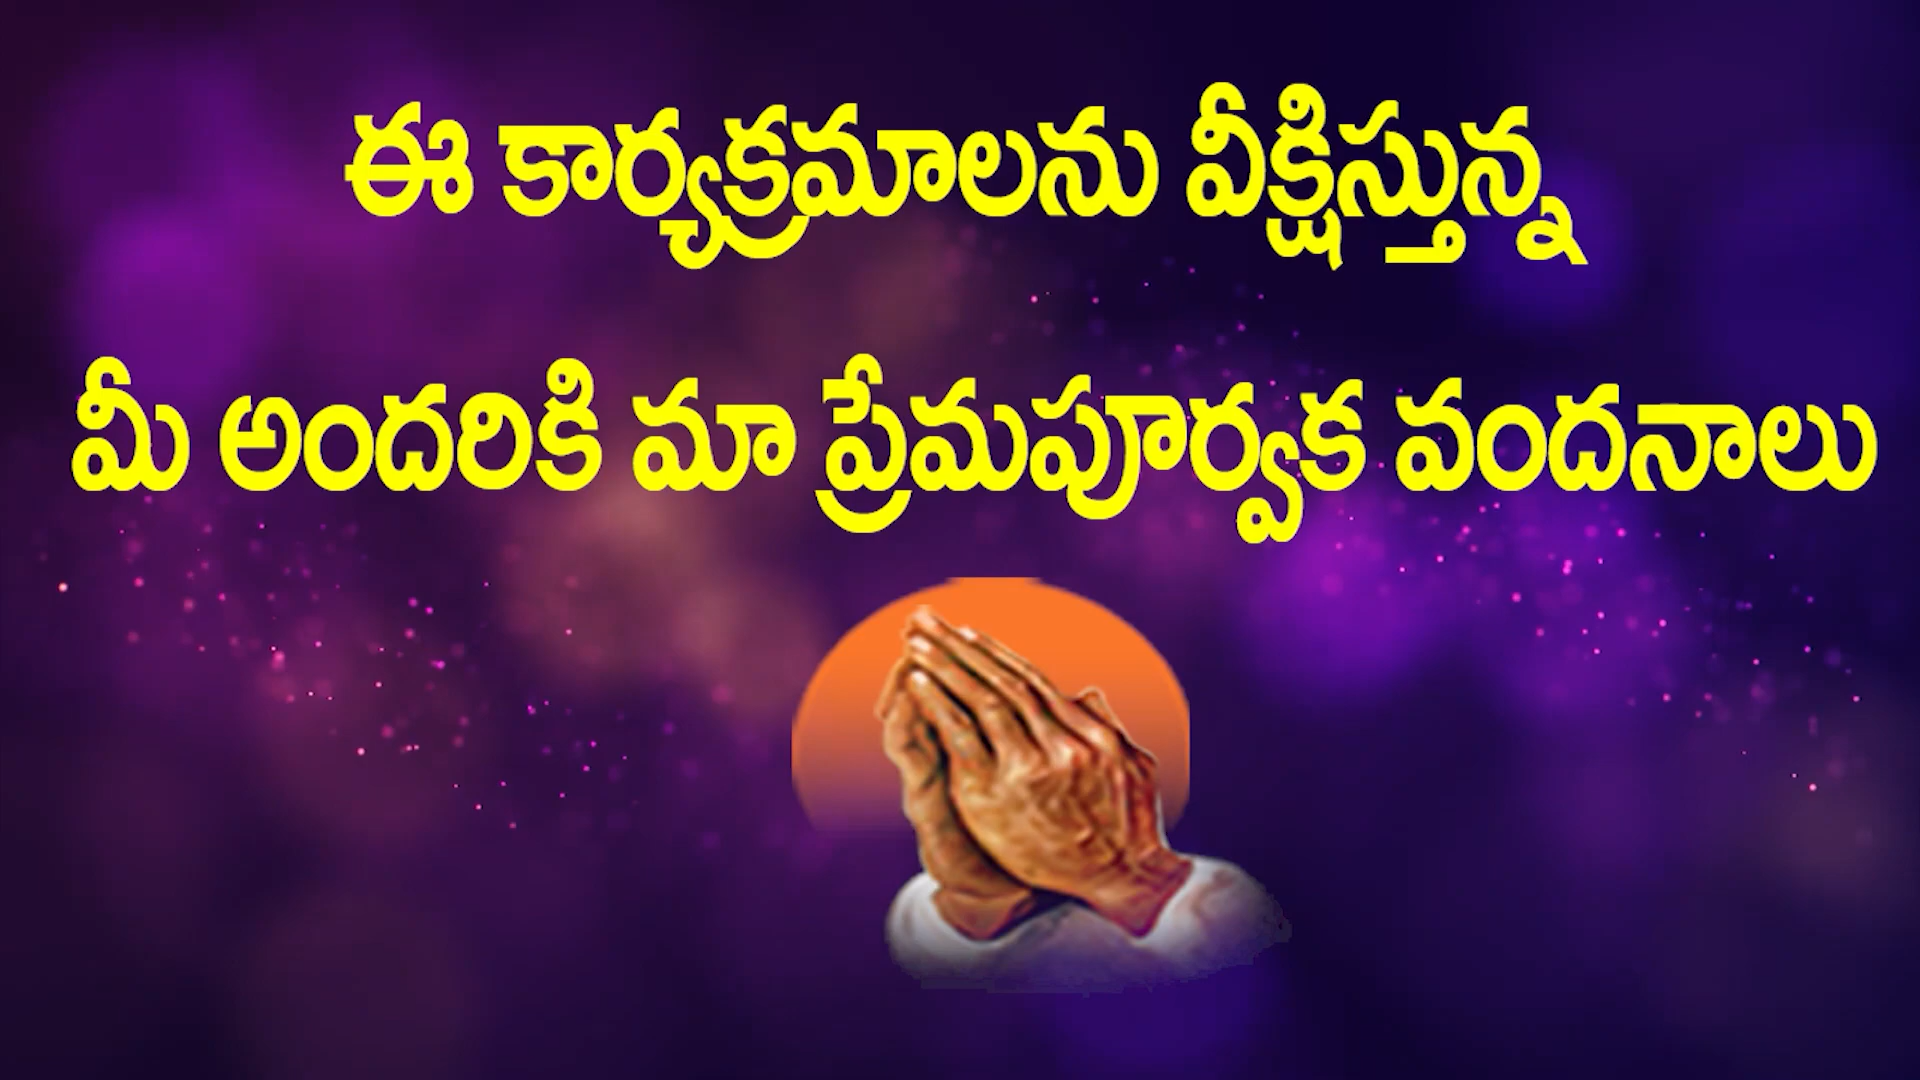 ఈ కార్యక్రమాలను వీక్షిస్తున్న
మీ అందరికి మా ప్రేమపూర్వక వందనాలు